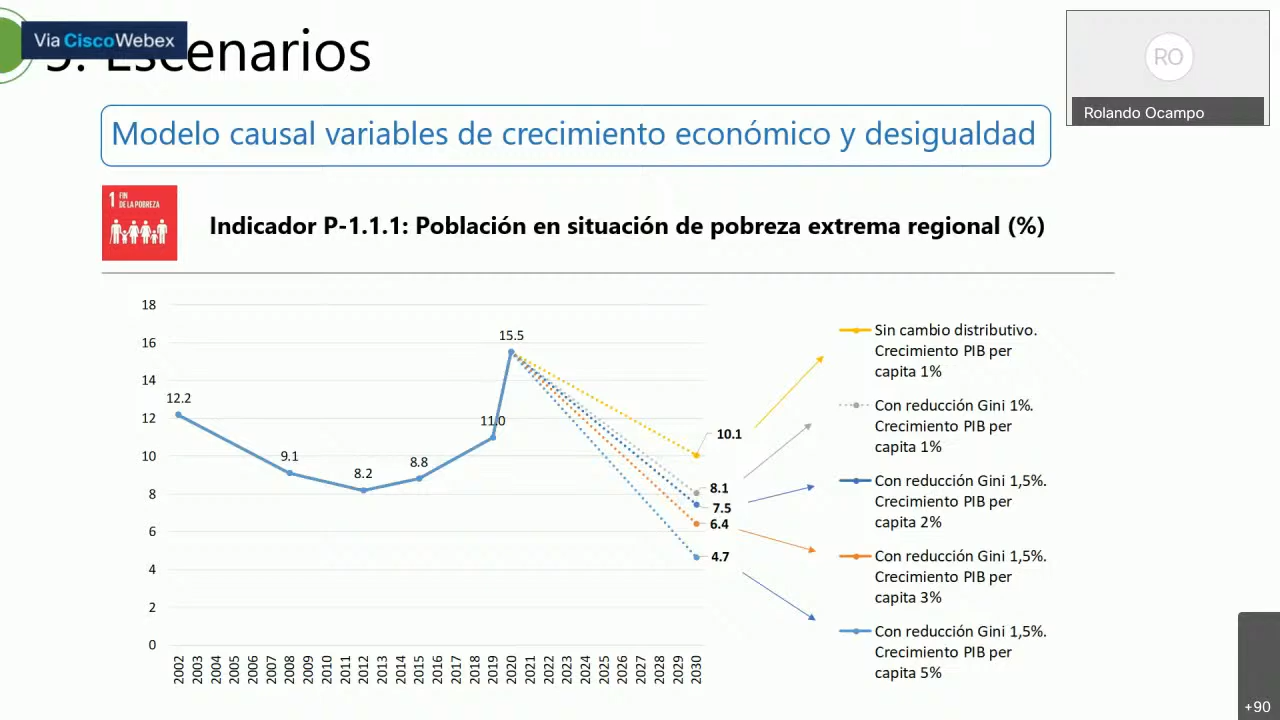 Via CiscoWebex
5. Escenarios
RO
Rolando Ocampo
Modelo causal variables de crecimiento económico y desigualdad
1 FIN
DE LA POBREZA
Indicador P-1.1.1: Población en situación de pobreza extrema regional (%)
18
16
14
12
10
8
6
4
2
0
12.2
9.1
8.2
8.8
11.0
15.5
10.1
8.1
7.5
6.4
4.7
2002
2003
2004
2005
2006
2007
2008
2009
2010
2011
2012
2013
2014
2015
2016
2017
2018
2019
2020
2021
2022
2023
2024
2025
2026
2027
2028
2029
2030
Sin cambio distributivo.
Crecimiento PIB per
capita 1%
Con reducción Gini 1%.
Crecimiento PIB per
capita 1%
Con reducción Gini 1,5%.
Crecimiento PIB per
capita 2%
Con reducción Gini 1,5%.
Crecimiento PIB per
capita 3%
Con reducción Gini 1,5%.
Crecimiento PIB per
capita 5%
+90